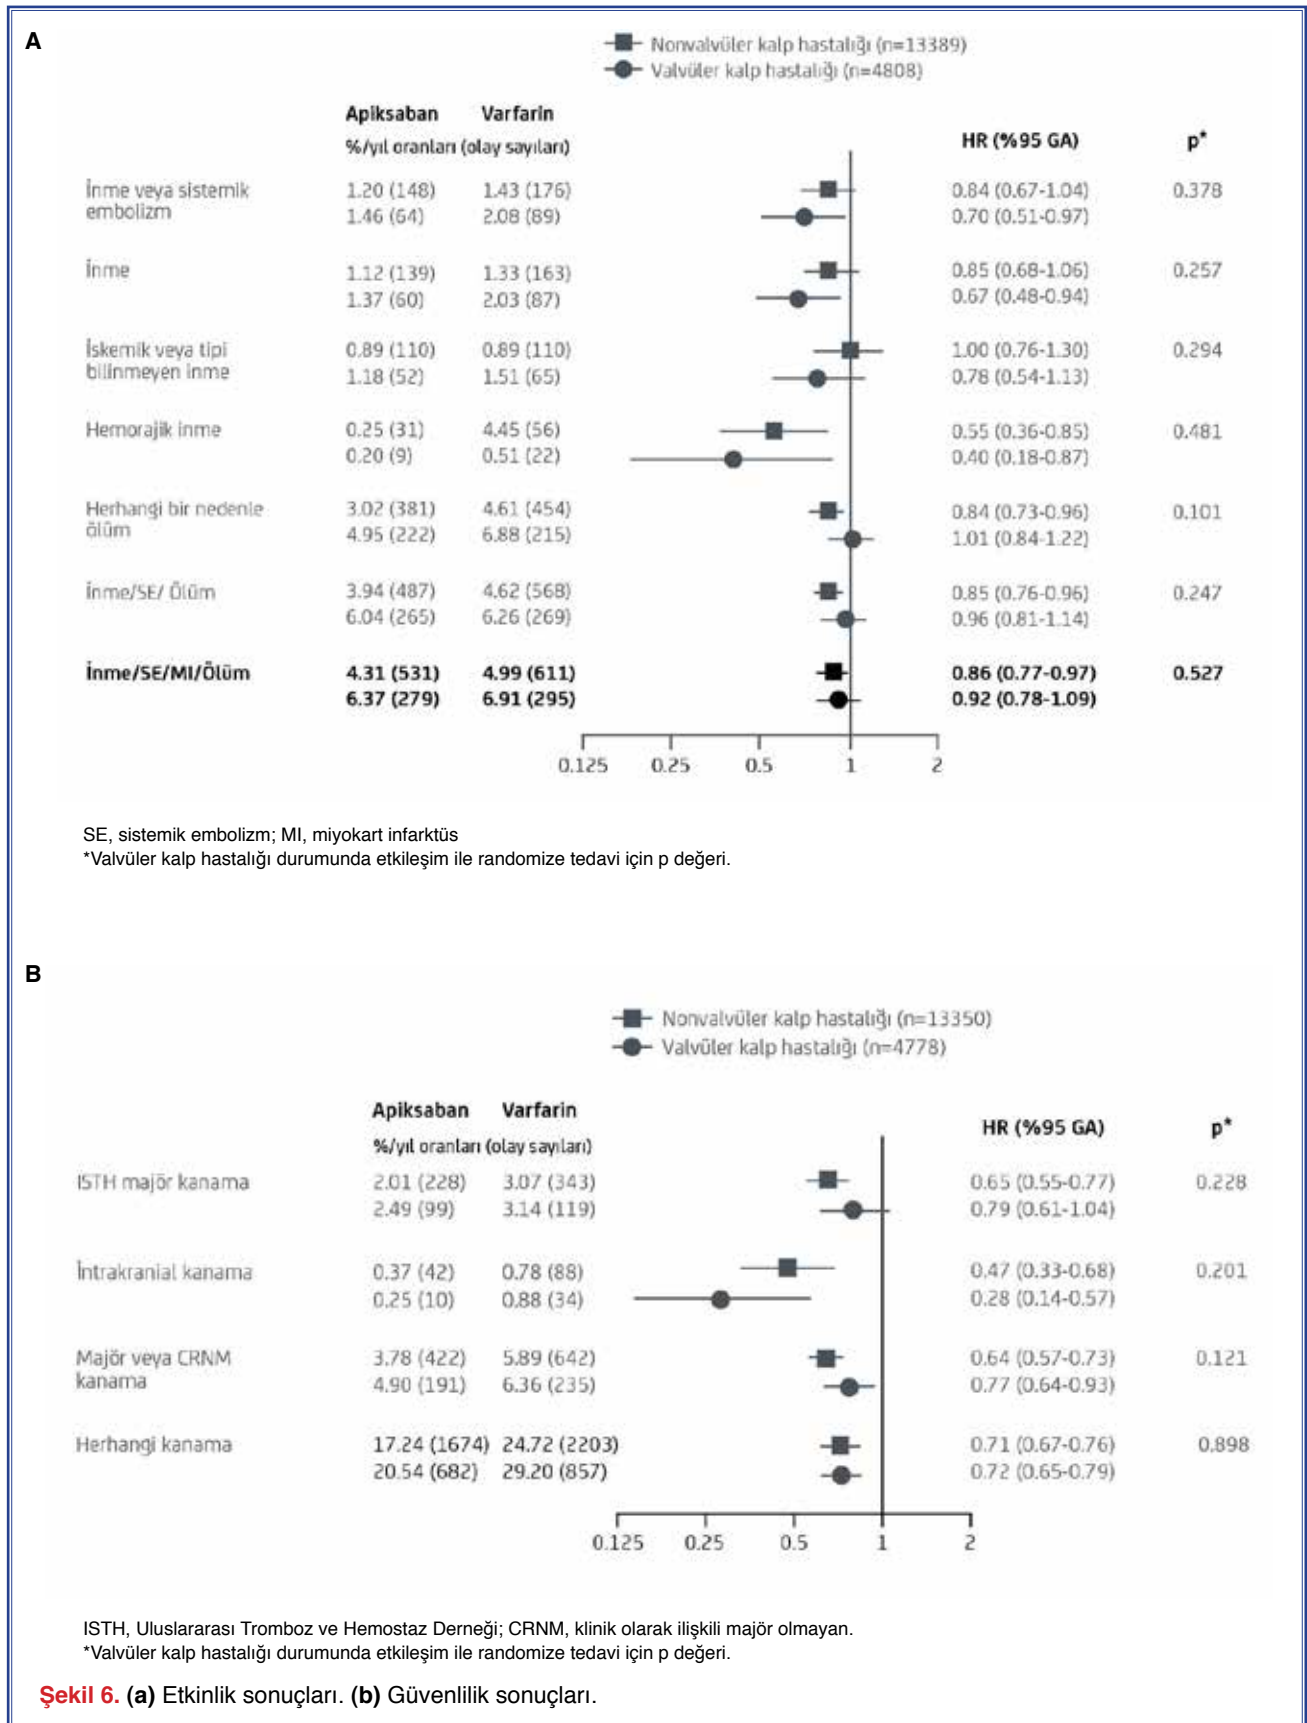 A
Nonvalvüler kalp hastalığı (n=13389)
Valvüler kalp hastalığı (n=4808)
Apiksaban Varfarin
%/yıl oranları (olay sayıları) HR (%95 GA) p*
İnme veya sistemik embolizm 1.20 (148) 1.43 (176) 0.84 (0.67-1.04) 0.378
1.46 (64) 2.08 (89) 0.70 (0.51-0.97)
İnme 1.12 (139) 1.33 (163) 0.85 (0.68-1.06) 0.257
1.37 (60) 2.03 (87) 0.67 (0.48-0.94)
İskemik veya tipi bilinmeyen inme 0.89 (110) 0.89 (110) 1.00 (0.76-1.30) 0.294
1.18 (52) 1.51 (65) 0.78 (0.54-1.13)
Hemorajik inme 0.25 (31) 4.45 (56) 0.55 (0.36-0.85) 0.481
0.20 (9) 0.51 (22) 0.40 (0.18-0.87)
Herhangi bir nedenle ölüm 3.02 (381) 4.61 (454) 0.84 (0.73-0.96) 0.101
4.95 (222) 6.88 (215) 1.01 (0.84-1.22)
İnme/SE/ Ölüm 3.94 (487) 4.62 (568) 0.85 (0.76-0.96) 0.247
6.04 (265) 6.26 (269) 0.96 (0.81-1.14)
İnme/SE/MI/Ölüm 4.31 (531) 4.99 (611) 0.86 (0.77-0.97) 0.527
6.37 (279) 6.91 (295) 0.92 (0.78-1.09)
0.125 0.25 0.5 1 2
SE, sistemik embolizm; MI, miyokart infarktüs
*Valvüler kalp hastalığı durumunda etkileşim ile randomize tedavi için p değeri.
B
Nonvalvüler kalp hastalığı (n=13350)
Valvüler kalp hastalığı (n=4778)
Apiksaban Varfarin
%/yıl oranları (olay sayıları) HR (%95 GA) p*
ISTH majör kanama 2.01 (228) 3.07 (343) 0.65 (0.55-0.77) 0.228
2.49 (99) 3.14 (119) 0.79 (0.61-1.04)
İntrakranial kanama 0.37 (42) 0.78 (88) 0.47 (0.33-0.68) 0.201
0.25 (10) 0.88 (34) 0.28 (0.14-0.57)
Majör veya CRNM kanama 3.78 (422) 5.89 (642) 0.64 (0.57-0.73) 0.121
4.90 (191) 6.36 (235) 0.77 (0.64-0.93)
Herhangi kanama 17.24 (1674) 24.72 (2203) 0.71 (0.67-0.76) 0.898
20.54 (682) 29.20 (857) 0.72 (0.65-0.79)
0.125 0.25 0.5 1 2
ISTH, Uluslararası Tromboz ve Hemostaz Derneği; CRNM, klinik olarak ilişkili majör olmayan.
*Valvüler kalp hastalığı durumunda etkileşim ile randomize tedavi için p değeri.
Şekil 6. (a) Etkinlik sonuçları. (b) Güvenlilik sonuçları.